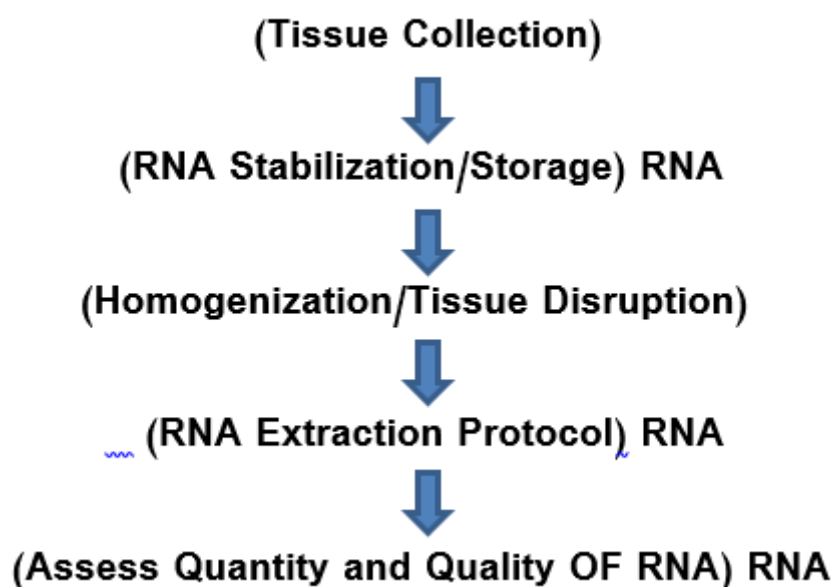 (Tissue Collection)
(RNA Stabilization/Storage) RNA
(Homogenization/Tissue Disruption)
(RNA Extraction Protocol) RNA
(Assess Quantity and Quality OF RNA) RNA